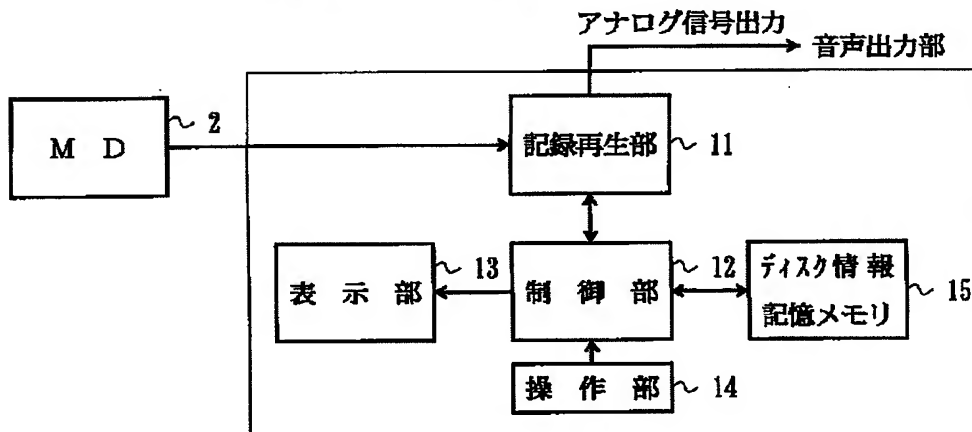 アナログ信号出力
音声出力部
MD
2
記録再生部
11
表示部
13
制御部
12
ディスク情報
記憶メモリ
15
操作部
14